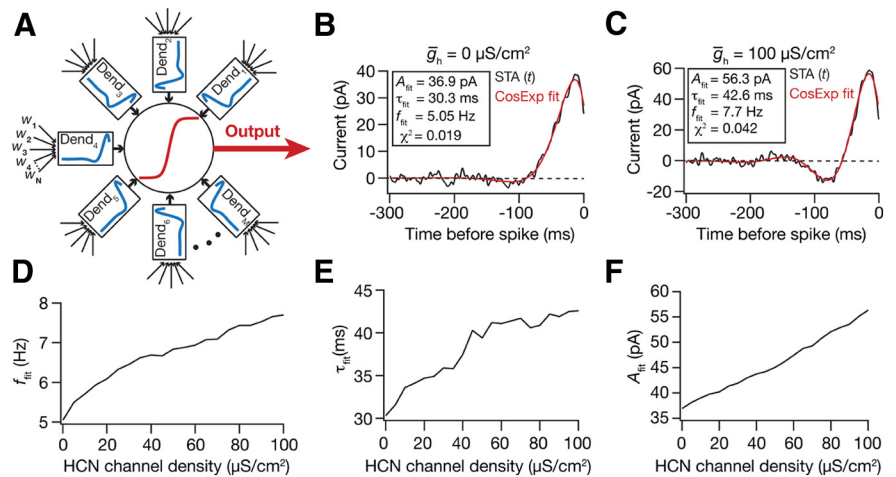 A
Dend1
Dend2
Dend3
Dend4
Dend5
Dend6
DendM
w1
w2
w3
w4
wN
Output
B
g̅h = 0 µS/cm²
Afit = 36.9 pA
τfit = 30.3 ms
ffit = 5.05 Hz
χ² = 0.019
STA (t)
CosExp fit
Current (pA)
40
30
20
10
0
-300
-200
-100
0
Time before spike (ms)
C
g̅h = 100 µS/cm²
Afit = 56.3 pA
τfit = 42.6 ms
ffit = 7.7 Hz
χ² = 0.042
STA (t)
CosExp fit
Current (pA)
60
40
20
0
-20
-300
-200
-100
0
Time before spike (ms)
D
ffit (Hz)
8
7
6
5
0
20
40
60
80
100
HCN channel density (µS/cm²)
E
τfit(ms)
45
40
35
30
0
20
40
60
80
100
HCN channel density (µS/cm²)
F
Afit (pA)
60
55
50
45
40
35
0
20
40
60
80
100
HCN channel density (µS/cm²)